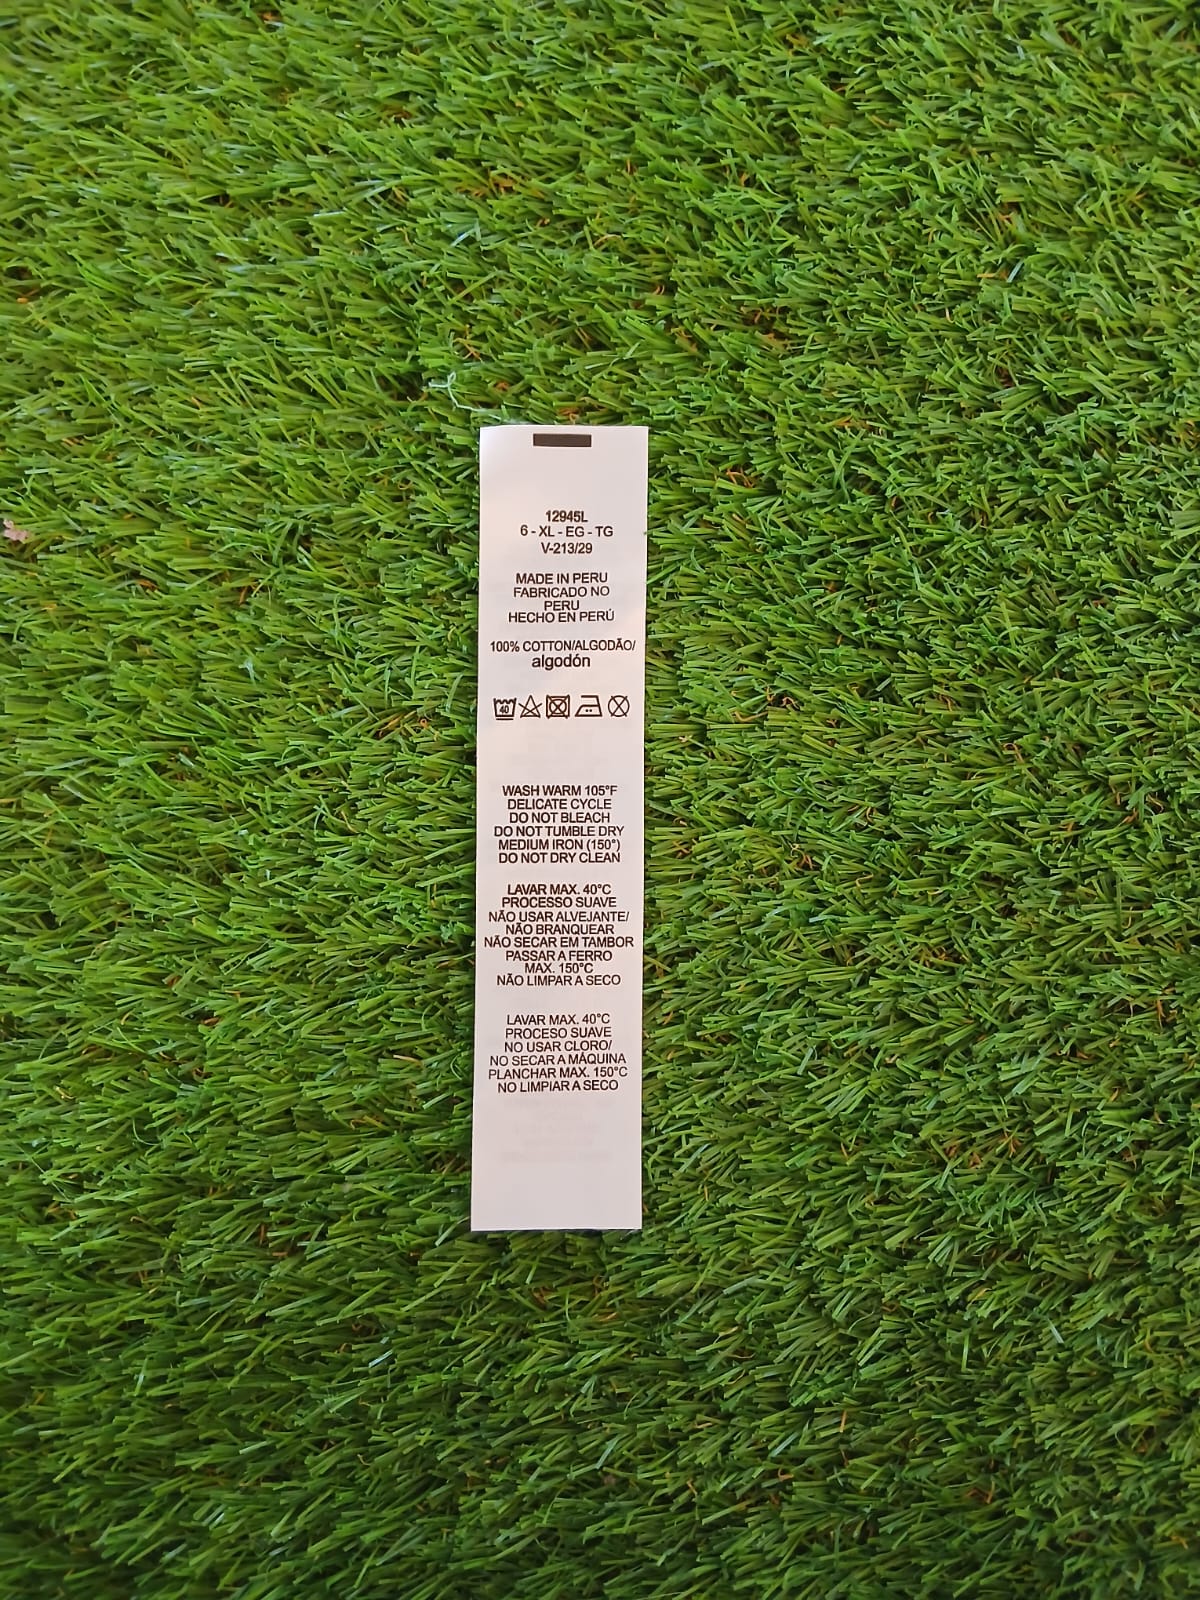 12945L
6 - XL - EG - TG
V-213/29
MADE IN PERU
FABRICADO NO
PERU
HECHO EN PERÚ
100% COTTON/ALGODÃO/
algodón
40
WASH WARM 105°F
DELICATE CYCLE
DO NOT BLEACH
DO NOT TUMBLE DRY
MEDIUM IRON (150°)
DO NOT DRY CLEAN
LAVAR MAX. 40°C
PROCESSO SUAVE
NÃO USAR ALVEJANTE/
NÃO BRANQUEAR
NÃO SECAR EM TAMBOR
PASSAR A FERRO
MAX. 150°C
NÃO LIMPAR A SECO
LAVAR MAX. 40°C
PROCESO SUAVE
NO USAR CLORO/
NO SECAR A MÁQUINA
PLANCHAR MAX. 150°C
NO LIMPIAR A SECO